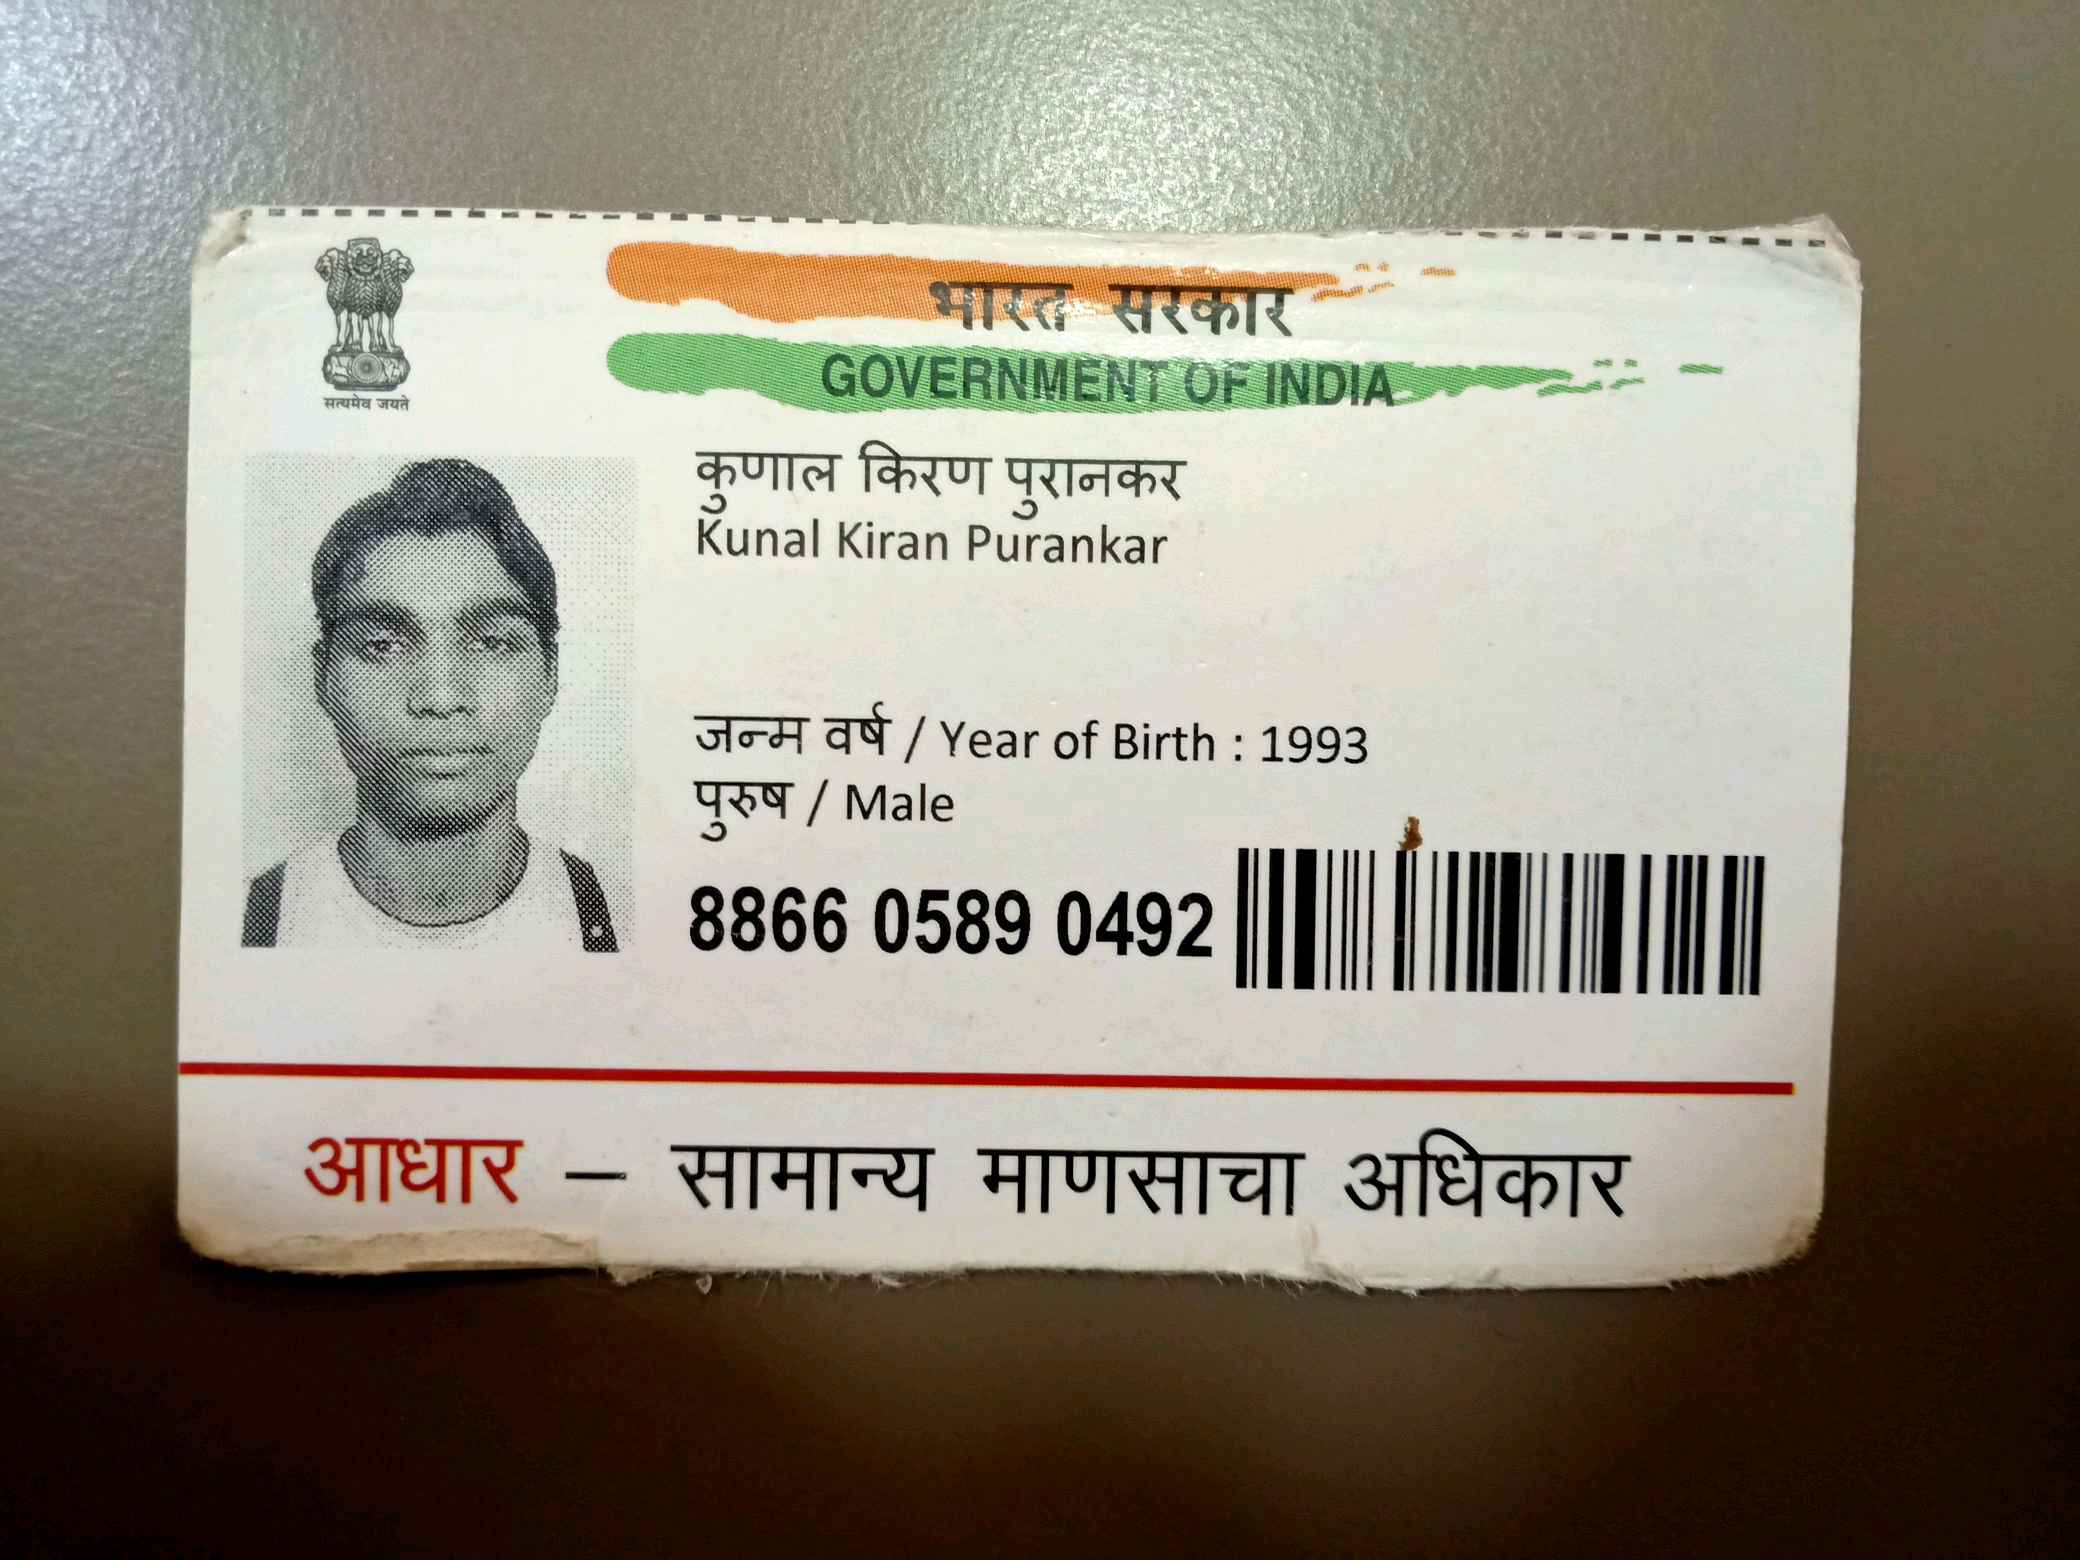 सत्यमेव जयते
भारत सरकार
GOVERNMENT OF INDIA
कुणाल किरण पुरानकर
Kunal Kiran Purankar
जन्म वर्ष / Year of Birth : 1993
पुरुष / Male
8866 0589 0492
आधार – सामान्य माणसाचा अधिकार